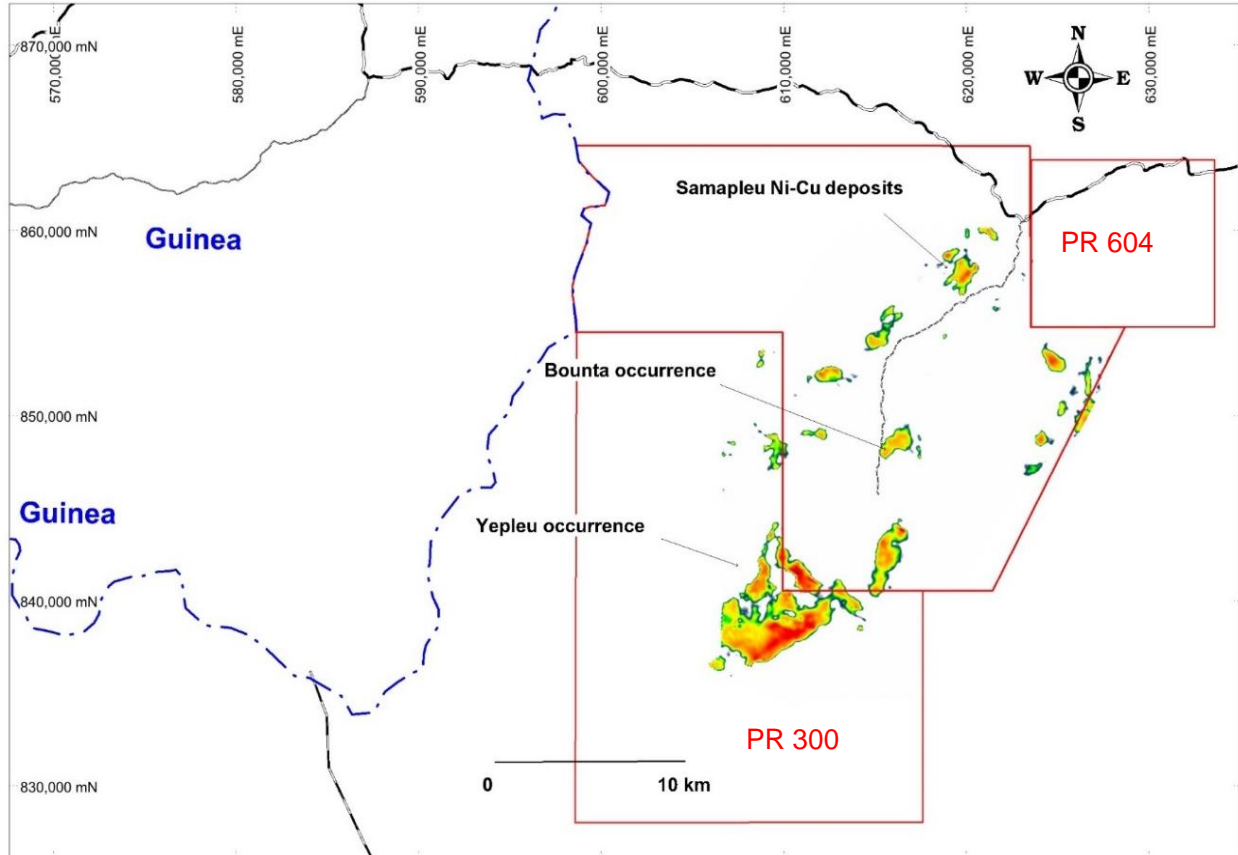 870,000 mN
570,000 mE
580,000 mE
590,000 mE
600,000 mE
610,000 mE
620,000 mE
630,000 mE
N
W E
S
Samapleu Ni-Cu deposits
860,000 mN
Guinea
PR 604
Bounta occurrence
850,000 mN
Guinea
Yepleu occurrence
840,000 mN
PR 300
830,000 mN
0 10 km